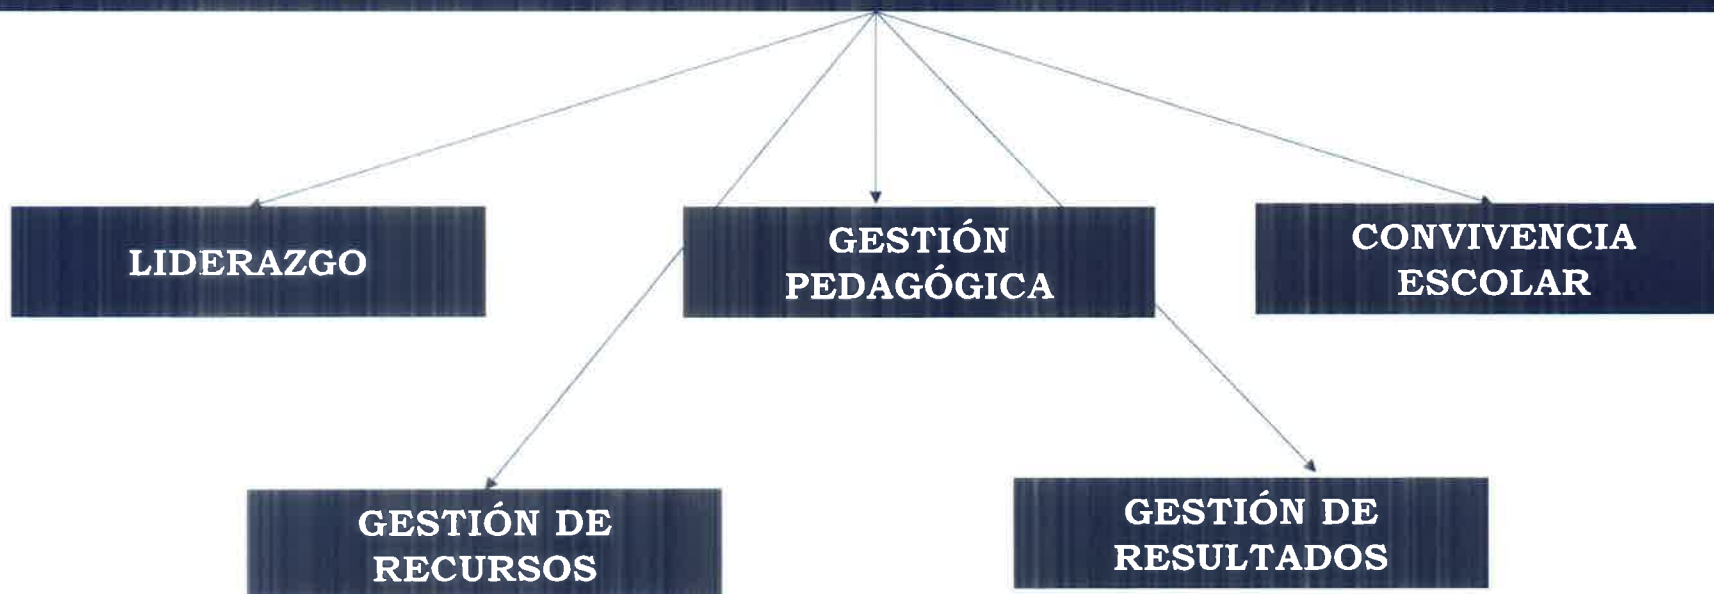 LIDERAZGO
GESTIÓN
PEDAGÓGICA
CONVIVENCIA
ESCOLAR
GESTIÓN DE
RECURSOS
GESTIÓN DE
RESULTADOS